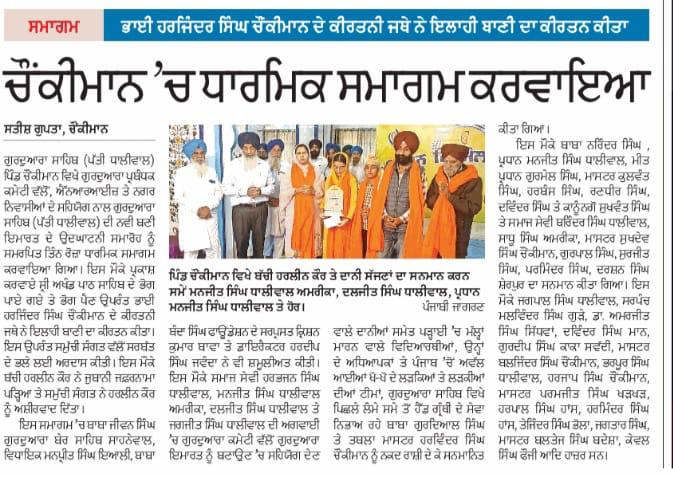 ਸਮਾਗਮ
ਭਾਈ ਹਰਜਿੰਦਰ ਸਿੰਘ ਚੌਂਕੀਮਾਨ ਦੇ ਕੀਰਤਨੀ ਜਥੇ ਨੇ ਇਲਾਹੀ ਬਾਣੀ ਦਾ ਕੀਰਤਨ ਕੀਤਾ
ਚੌਂਕੀਮਾਨ ’ਚ ਧਾਰਮਿਕ ਸਮਾਗਮ ਕਰਵਾਇਆ
ਸਤੀਸ਼ ਗੁਪਤਾ, ਚੌਂਕੀਮਾਨ
ਗੁਰਦੁਆਰਾ ਸਾਹਿਬ (ਪੱਤੀ ਧਾਲੀਵਾਲ)
ਪਿੰਡ ਚੌਕੀਮਾਨ ਵਿਖੇ ਗੁਰਦੁਆਰਾ ਪ੍ਰਬੰਧਕ
ਕਮੇਟੀ ਵੱਲੋਂ, ਐੱਨਆਰਆਈਜ਼ ਤੇ ਨਗਰ
ਨਿਵਾਸੀਆਂ ਦੇ ਸਹਿਯੋਗ ਨਾਲ ਗੁਰਦੁਆਰਾ
ਸਾਹਿਬ (ਪੱਤੀ ਧਾਲੀਵਾਲ) ਦੀ ਨਵੀ ਬਣੀ
ਇਮਾਰਤ ਦੇ ਉਦਘਾਟਨੀ ਸਮਾਰੋਹ ਨੂੰ
ਸਮਰਪਿਤ ਤਿੰਨ ਰੋਜ਼ਾ ਧਾਰਮਿਕ ਸਮਾਗਮ
ਕਰਵਾਇਆ ਗਿਆ। ਇਸ ਮੌਕੇ ਪ੍ਰਕਾਸ਼
ਕਰਵਾਏ ਸ਼੍ਰੀ ਅਖੰਡ ਪਾਠ ਸਾਹਿਬ ਦੇ ਭੋਗ
ਪਾਏ ਗਏ ਤੇ ਭੋਗ ਪੈਣ ਉਪਰੰਤ ਭਾਈ
ਹਰਜਿੰਦਰ ਸਿੰਘ ਚੌਕੀਮਾਨ ਦੇ ਕੀਰਤਨੀ
ਜਥੇ ਨੇ ਇਲਾਹੀ ਬਾਣੀ ਦਾ ਕੀਰਤਨ ਕੀਤਾ।
ਇਸ ਉਪਰੰਤ ਸਮੁੱਚੀ ਸੰਗਤ ਵੱਲੋਂ ਸਰਬੱਤ
ਦੇ ਭਲੇ ਲਈ ਅਰਦਾਸ ਕੀਤੀ। ਇਸ ਮੌਕੇ
ਬੱਚੀ ਹਰਲੀਨ ਕੌਰ ਨੇ ਜੁਬਾਨੀ ਜ਼ਫ਼ਰਨਾਮਾ
ਪੜ੍ਹਿਆ ਤੇ ਸਮੁੱਚੀ ਸੰਗਤ ਨੇ ਹਰਲੀਨ ਕੌਰ
ਨੂੰ ਅਸ਼ੀਰਵਾਦ ਦਿੱਤਾ।
ਇਸ ਸਮਾਗਮ ’ਚ ਬਾਬਾ ਜੀਵਨ ਸਿੰਘ
ਗੁਰਦੁਆਰਾ ਬੇਰ ਸਾਹਿਬ ਸਾਹਨੇਵਾਲ,
ਵਿਧਾਇਕ ਮਨਪ੍ਰੀਤ ਸਿੰਘ ਇਆਲੀ, ਬਾਬਾ
ਪਿੰਡ ਚੌਕੀਮਾਨ ਵਿਖੇ ਬੱਚੀ ਹਰਲੀਨ ਕੌਰ ਤੇ ਦਾਨੀ ਸੱਜਣਾਂ ਦਾ ਸਨਮਾਨ ਕਰਨ
ਸਮੇਂ ਮਨਜੀਤ ਸਿੰਘ ਧਾਲੀਵਾਲ ਅਮਰੀਕਾ, ਦਲਜੀਤ ਸਿੰਘ ਧਾਲੀਵਾਲ, ਪ੍ਰਧਾਨ
ਮਨਜੀਤ ਸਿੰਘ ਧਾਲੀਵਾਲ ਤੇ ਹੋਰ। ਪੰਜਾਬੀ ਜਾਗਰਣ
ਬੰਦਾ ਸਿੰਘ ਫਾਊਂਡੇਸ਼ਨ ਦੇ ਸਰਪ੍ਰਸਤ ਕ੍ਰਿਸ਼ਨ
ਕੁਮਾਰ ਬਾਵਾ ਤੇ ਡਾਇਰੈਕਟਰ ਹਰਦੀਪ
ਸਿੰਘ ਜਵੰਦਾ ਨੇ ਵੀ ਸ਼ਮੂਲੀਅਤ ਕੀਤੀ।
ਇਸ ਮੌਕੇ ਸਮਾਜ ਸੇਵੀ ਹਰਭਜਨ ਸਿੰਘ
ਧਾਲੀਵਾਲ, ਮਨਜੀਤ ਸਿੰਘ ਧਾਲੀਵਾਲ
ਅਮਰੀਕਾ, ਦਲਜੀਤ ਸਿੰਘ ਧਾਲੀਵਾਲ ਤੇ
ਜਗਜੀਤ ਸਿੰਘ ਧਾਲੀਵਾਲ ਦੀ ਅਗਵਾਈ
’ਚ ਗੁਰਦੁਆਰਾ ਕਮੇਟੀ ਵੱਲੋਂ ਗੁਰਦੁਆਰਾ
ਇਮਾਰਤ ਨੂੰ ਬਣਾਉਣ ’ਚ ਸਹਿਯੋਗ ਦੇਣ
ਵਾਲੇ ਦਾਨੀਆਂ ਸਮੇਤ ਪੜ੍ਹਾਈ ’ਚ ਮੱਲ੍ਹਾਂ
ਮਾਰਨ ਵਾਲੇ ਵਿਦਿਆਰਥੀਆਂ, ਉਨ੍ਹਾਂ
ਦੇ ਅਧਿਆਪਕਾਂ ਤੇ ਪੰਜਾਬ ’ਚੋਂ ਅਵੱਲ
ਆਈਆਂ ਖੋ-ਖੋ ਦੇ ਲੜਕਿਆਂ ਤੇ ਲੜਕੀਆਂ
ਦੀਆਂ ਟੀਮਾਂ, ਗੁਰਦੁਆਰਾ ਸਾਹਿਬ ਵਿਖੇ
ਪਿਛਲੇ ਲੰਮੇ ਸਮੇ ਤੋਂ ਹੈੱਡ ਗ੍ਰੰਥੀ ਦੀ ਸੇਵਾ
ਨਿਭਾਅ ਰਹੇ ਬਾਬਾ ਗੁਰਦਿਆਲ ਸਿੰਘ
ਤੇ ਤਬਲਾ ਮਾਸਟਰ ਹਰਵਿੰਦਰ ਸਿੰਘ
ਚੌਕੀਮਾਨ ਨੂੰ ਨਕਦ ਰਾਸ਼ੀ ਦੇ ਕੇ ਸਨਮਾਨਿਤ
ਕੀਤਾ ਗਿਆ।
ਇਸ ਮੌਕੇ ਬਾਬਾ ਨਰਿੰਦਰ ਸਿੰਘ ,
ਪ੍ਰਧਾਨ ਮਨਜੀਤ ਸਿੰਘ ਧਾਲੀਵਾਲ, ਮੀਤ
ਪ੍ਰਧਾਨ ਗੁਰਮੇਲ ਸਿੰਘ, ਮਾਸਟਰ ਕੁਲਵੰਤ
ਸਿੰਘ, ਹਰਬੰਸ ਸਿੰਘ, ਰਣਧੀਰ ਸਿੰਘ,
ਦਵਿੰਦਰ ਸਿੰਘ ਤੇ ਕਾਨੂੰਨਗੋ ਸੁਖਵੰਤ ਸਿੰਘ
ਤੇ ਸਮਾਜ ਸੇਵੀ ਬਰਿੰਦਰ ਸਿੰਘ ਧਾਲੀਵਾਲ,
ਸਾਧੂ ਸਿੰਘ ਅਮਰੀਕਾ, ਮਾਸਟਰ ਸੁਖਦੇਵ
ਸਿੰਘ ਚੌਕੀਮਾਨ, ਗੁਰਪਾਲ ਸਿੰਘ, ਸੁਰਜੀਤ
ਸਿੰਘ, ਪਰਮਿੰਦਰ ਸਿੰਘ, ਦਰਸ਼ਨ ਸਿੰਘ
ਸ਼ੇਰਪੁਰ ਦਾ ਸਨਮਾਨ ਕੀਤਾ ਗਿਆ। ਇਸ
ਮੌਕੇ ਜਗਪਾਲ ਸਿੰਘ ਧਾਲੀਵਾਲ, ਸਰਪੰਚ
ਮਲਵਿੰਦਰ ਸਿੰਘ ਗੁੜੇ, ਡਾ. ਅਮਰਜੀਤ
ਸਿੰਘ ਸਿੱਧਵਾਂ, ਦਵਿੰਦਰ ਸਿੰਘ ਮਾਨ,
ਗੁਰਦੀਪ ਸਿੰਘ ਕਾਕਾ ਸਵੱਦੀ, ਮਾਸਟਰ
ਬਲਜਿੰਦਰ ਸਿੰਘ ਚੌਕੀਮਾਨ, ਭਰਪੂਰ ਸਿੰਘ
ਧਾਲੀਵਾਲ, ਹਰਜਾਪ ਸਿੰਘ ਚੌਕੀਮਾਨ,
ਮਾਸਟਰ ਪਰਮਜੀਤ ਸਿੰਘ ਖੜਖੜ,
ਹਰਪਾਲ ਸਿੰਘ ਹਾਂਸ, ਹਰਮਿੰਦਰ ਸਿੰਘ
ਹਾਂਸ, ਤੇਜਿੰਦਰ ਸਿੰਘ ਭੋਲਾ, ਜਗਤਾਰ ਸਿੰਘ,
ਮਾਸਟਰ ਬਲਤੇਜ ਸਿੰਘ ਬਦੇਸ਼ਾ, ਕੇਵਲ
ਸਿੰਘ ਫੌਜੀ ਆਦਿ ਹਾਜ਼ਰ ਸਨ।